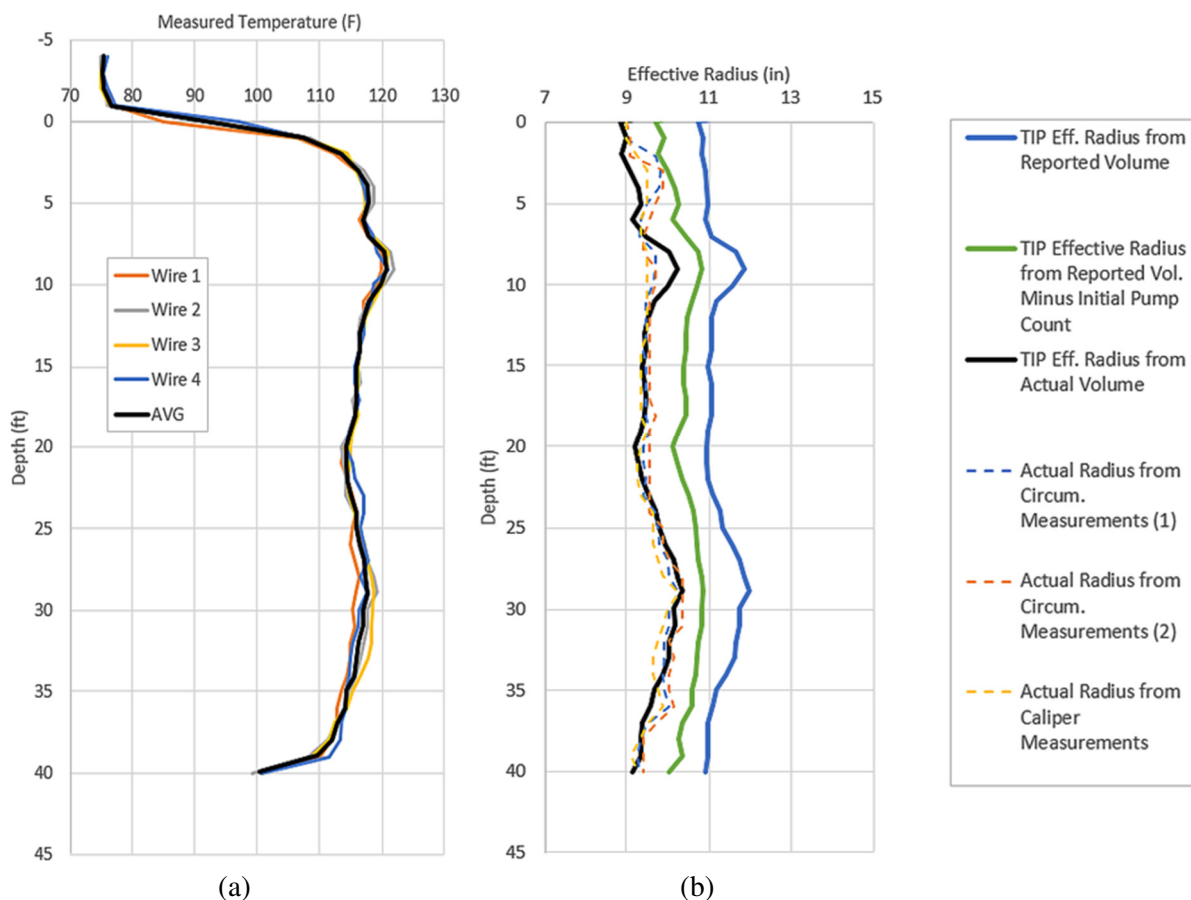 Measured Temperature (F)
-5
70 80 90 100 110 120 130
0
5
10
15
20
25
30
35
40
45
Depth (ft)
Wire 1
Wire 2
Wire 3
Wire 4
AVG
(a)
Effective Radius (in)
7 9 11 13 15
0
5
10
15
20
25
30
35
40
45
Depth (ft)
(b)
TIP Eff. Radius from
Reported Volume
TIP Effective Radius
from Reported Vol.
Minus Initial Pump
Count
TIP Eff. Radius from
Actual Volume
Actual Radius from
Circum.
Measurements (1)
Actual Radius from
Circum.
Measurements (2)
Actual Radius from
Caliper
Measurements